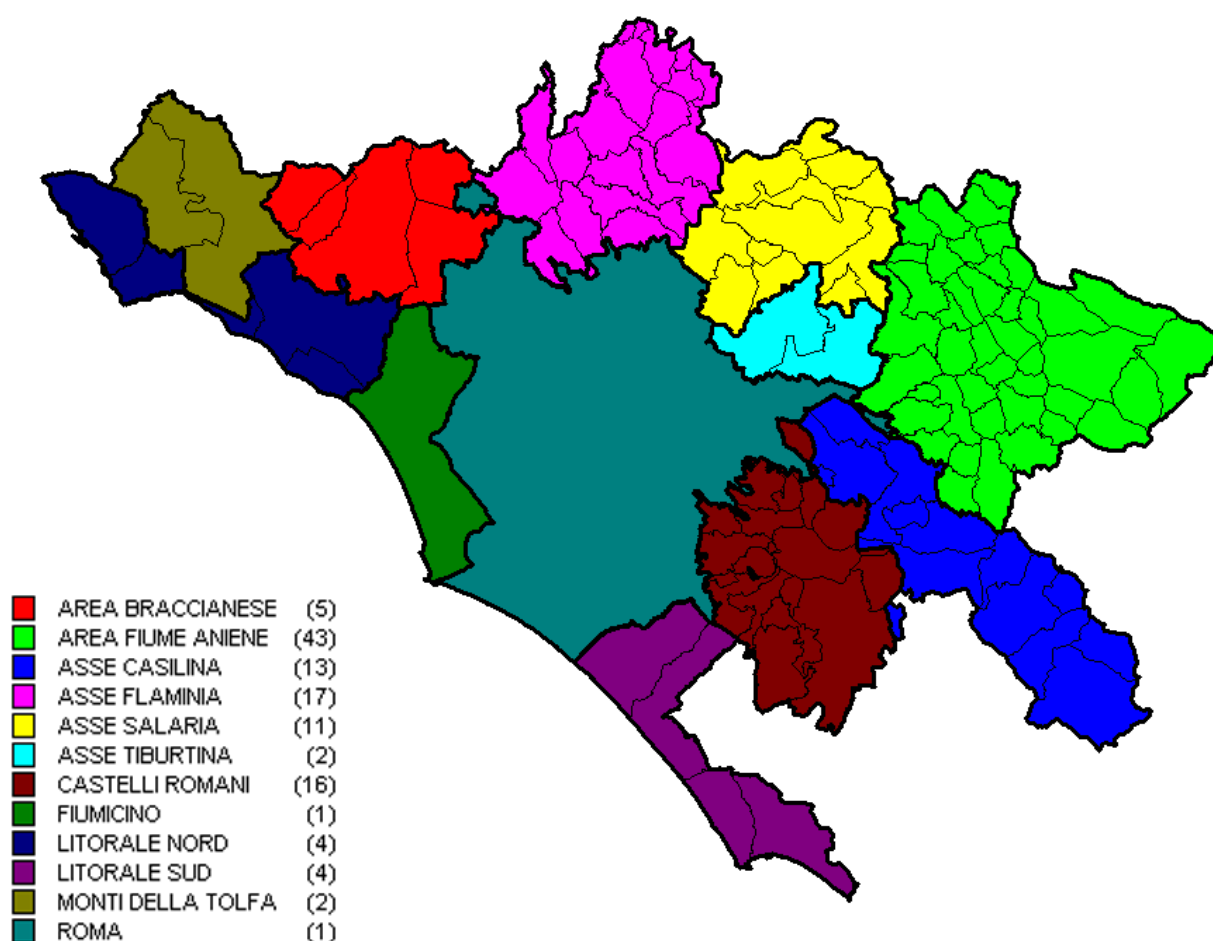 AREA BRACCIANESE (5)
AREA FIUME ANIENE (43)
ASSE CASILINA (13)
ASSE FLAMINIA (17)
ASSE SALARIA (11)
ASSE TIBURTINA (2)
CASTELLI ROMANI (16)
FIUMICINO (1)
LITORALE NORD (4)
LITORALE SUD (4)
MONTI DELLA TOLFA (2)
ROMA (1)